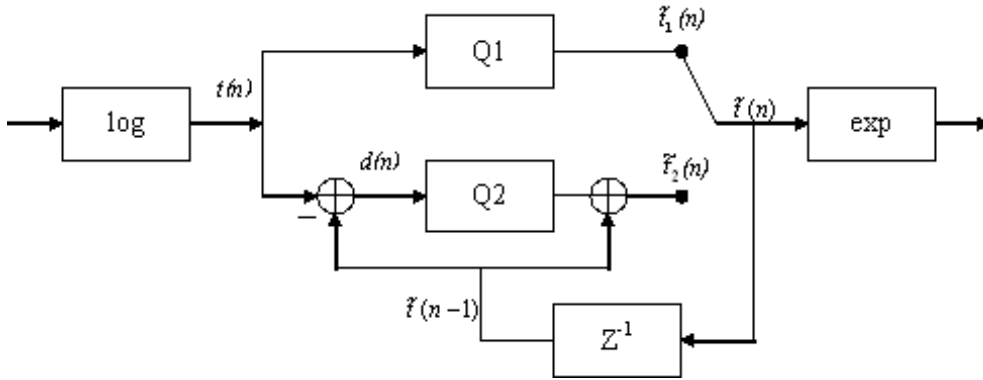 t̃₁(n)
Q1
t(n)
t̃(n)
log
exp
d(n)
t̃₂(n)
Q2
−
t̃(n−1)
Z⁻¹